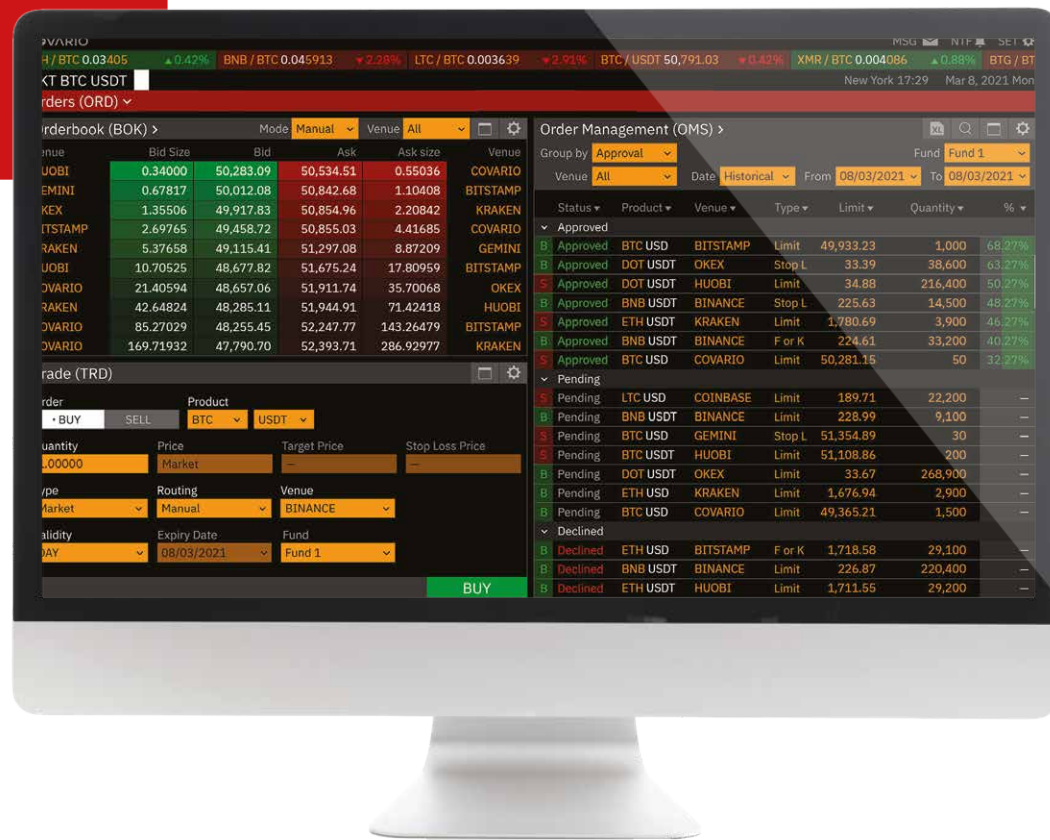 OVARIO MSG NTF SET
H / BTC 0.03405 ▲0.42% BNB / BTC 0.045913 ▼2.28% LTC / BTC 0.003639 ▼2.91% BTC / USDT 50,791.03 ▼0.42% XMR / BTC 0.004086 ▲0.88% BTG / BT
KT BTC USDT New York 17:29 Mar 8, 2021 Mon
rders (ORD)
rderbook (BOK) > Mode Manual Venue All
enue Bid Size Bid Ask Ask size Venue
UOBI 0.34000 50,283.09 50,534.51 0.55036 COVARIO
EMINI 0.67817 50,012.08 50,842.68 1.10408 BITSTAMP
KEX 1.35506 49,917.83 50,854.96 2.20842 KRAKEN
ITSTAMP 2.69765 49,458.72 50,855.03 4.41685 COVARIO
RAKEN 5.37658 49,115.41 51,297.08 8.87209 GEMINI
UOBI 10.70525 48,677.82 51,675.24 17.80959 BITSTAMP
OVARIO 21.40594 48,657.06 51,911.74 35.70068 OKEX
RAKEN 42.64824 48,285.11 51,944.91 71.42418 HUOBI
OVARIO 85.27029 48,255.45 52,247.77 143.26479 BITSTAMP
OVARIO 169.71932 47,790.70 52,393.71 286.92977 KRAKEN
rade (TRD)
rder Product
• BUY SELL BTC USDT
uantity Price Target Price Stop Loss Price
.00000 Market – –
ype Routing Venue
Market Manual BINANCE
alidity Expiry Date Fund
DAY 08/03/2021 Fund 1
BUY
Order Management (OMS) > XL
Group by Approval Fund Fund 1
Venue All Date Historical From 08/03/2021 To 08/03/2021
Status Product Venue Type Limit Quantity %
Approved
B Approved BTC USD BITSTAMP Limit 49,933.23 1,000 68.27%
B Approved DOT USDT OKEX Stop L 33.39 38,600 63.27%
S Approved DOT USDT HUOBI Limit 34.88 216,400 50.27%
B Approved BNB USDT BINANCE Stop L 225.63 14,500 48.27%
S Approved ETH USDT KRAKEN Limit 1,780.69 3,900 46.27%
B Approved BNB USDT BINANCE F or K 224.61 33,200 40.27%
S Approved BTC USD COVARIO Limit 50,281.15 50 32.27%
Pending
S Pending LTC USD COINBASE Limit 189.71 22,200 –
B Pending BNB USDT BINANCE Limit 228.99 9,100 –
S Pending BTC USD GEMINI Stop L 51,354.89 30 –
S Pending BTC USD HUOBI Limit 51,108.86 200 –
B Pending DOT USDT OKEX Limit 33.67 268,900 –
B Pending ETH USD KRAKEN Limit 1,676.94 2,900 –
B Pending BTC USD COVARIO Limit 49,365.21 1,500 –
Declined
B Declined ETH USD BITSTAMP F or K 1,718.58 29,100 –
B Declined BNB USDT BINANCE Limit 226.87 220,400 –
B Declined ETH USDT HUOBI Limit 1,711.55 29,200 –